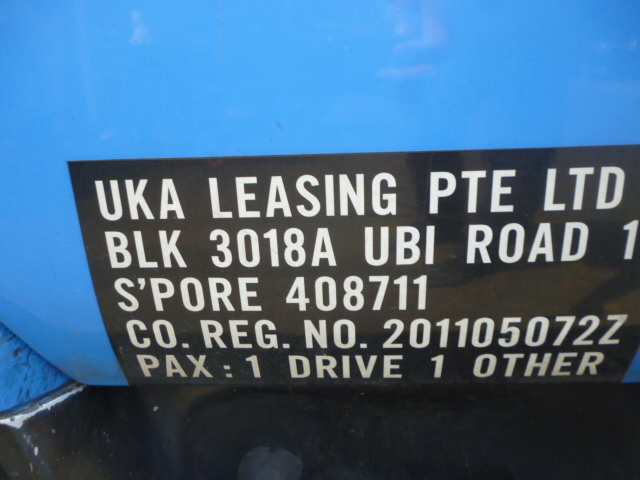 UKA LEASING PTE LTD
BLK 3018A UBI ROAD 1
S'PORE 408711
CO. REG. NO. 201105072Z
PAX: 1 DRIVE 1 OTHER